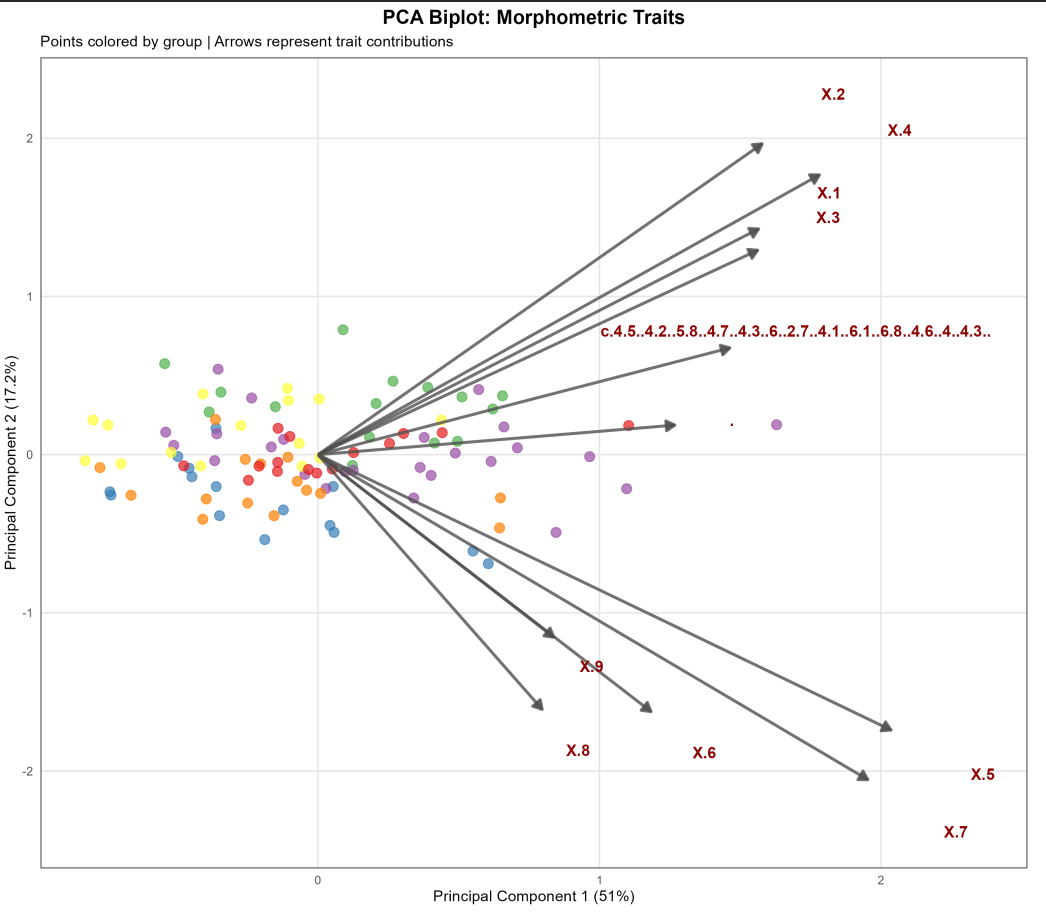 PCA Biplot: Morphometric Traits
Points colored by group | Arrows represent trait contributions
X.2
X.4
X.1
X.3
c.4.5..4.2..5.8..4.7..4.3..6..2.7..4.1..6.1..6.8..4.6..4..4.3..
.
X.9
X.8
X.6
X.5
X.7
2
1
0
-1
-2
Principal Component 2 (17.2%)
0
1
2
Principal Component 1 (51%)